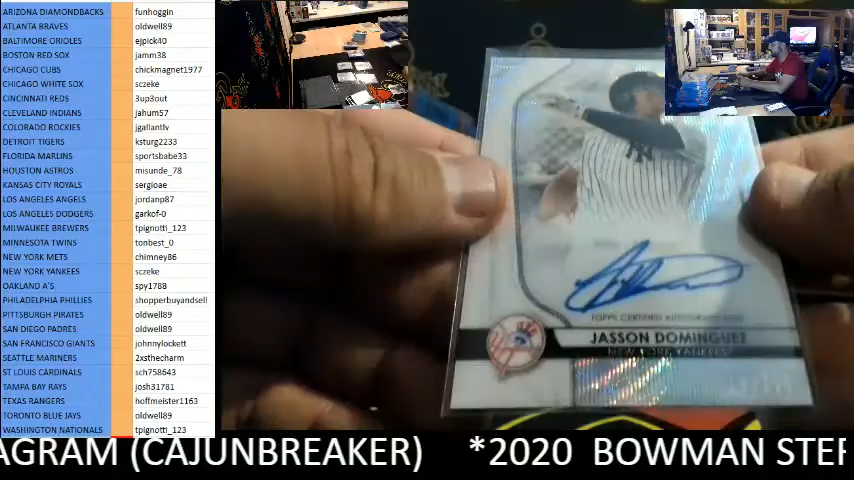 ARIZONA DIAMONDBACKS funhoggin
ATLANTA BRAVES oldwell89
BALTIMORE ORIOLES ejpick40
BOSTON RED SOX jamm38
CHICAGO CUBS chickmagnet1977
CHICAGO WHITE SOX sczeke
CINCINNATI REDS 3up3out
CLEVELAND INDIANS jahum57
COLORADO ROCKIES jgallantlv
DETROIT TIGERS ksturg2233
FLORIDA MARLINS sportsbabe33
HOUSTON ASTROS misunde_78
KANSAS CITY ROYALS sergioae
LOS ANGELES ANGELS jordanp87
LOS ANGELES DODGERS garkof-0
MILWAUKEE BREWERS tpignotti_123
MINNESOTA TWINS tonbest_0
NEW YORK METS chimney86
NEW YORK YANKEES sczeke
OAKLAND A'S spy1788
PHILADELPHIA PHILLIES shopperbuyandsell
PITTSBURGH PIRATES oldwell89
SAN DIEGO PADRES oldwell89
SAN FRANCISCO GIANTS johnnylockett
SEATTLE MARINERS 2xsthecharm
ST LOUIS CARDINALS sch758643
TAMPA BAY RAYS josh31781
TEXAS RANGERS hoffmeister1163
TORONTO BLUE JAYS oldwell89
WASHINGTON NATIONALS tpignotti_123
NY
TOPPS CERTIFIED AUTOGRAPH ISSUE
JASSON DOMINGUEZ
NEW YORK YANKEES
AGRAM (CAJUNBREAKER) *2020 BOWMAN STER